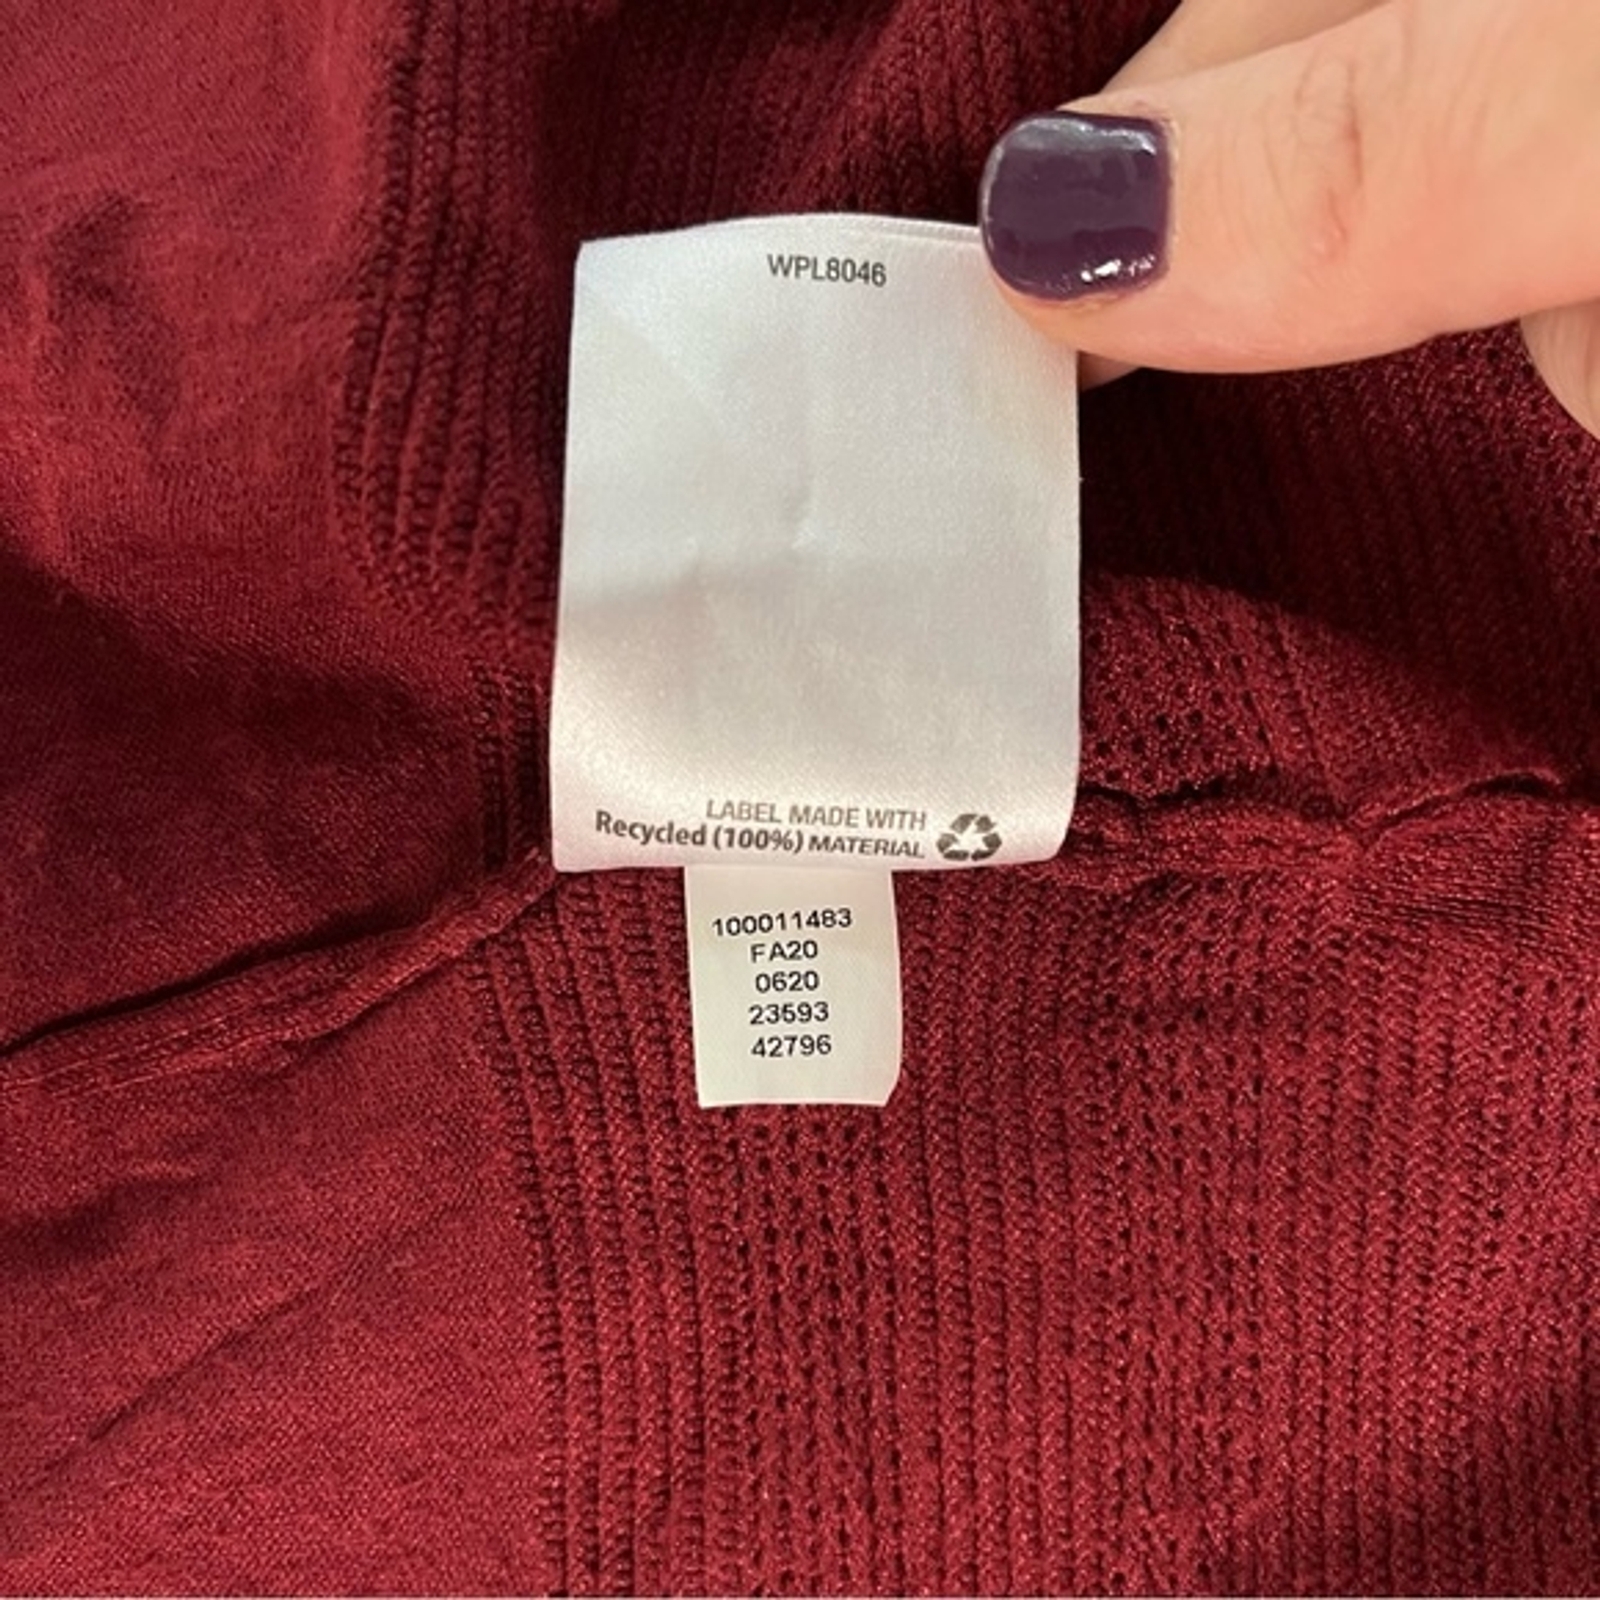 WPL8046
LABEL MADE WITH
Recycled (100%) MATERIAL
100011483
FA20
0620
23593
42796